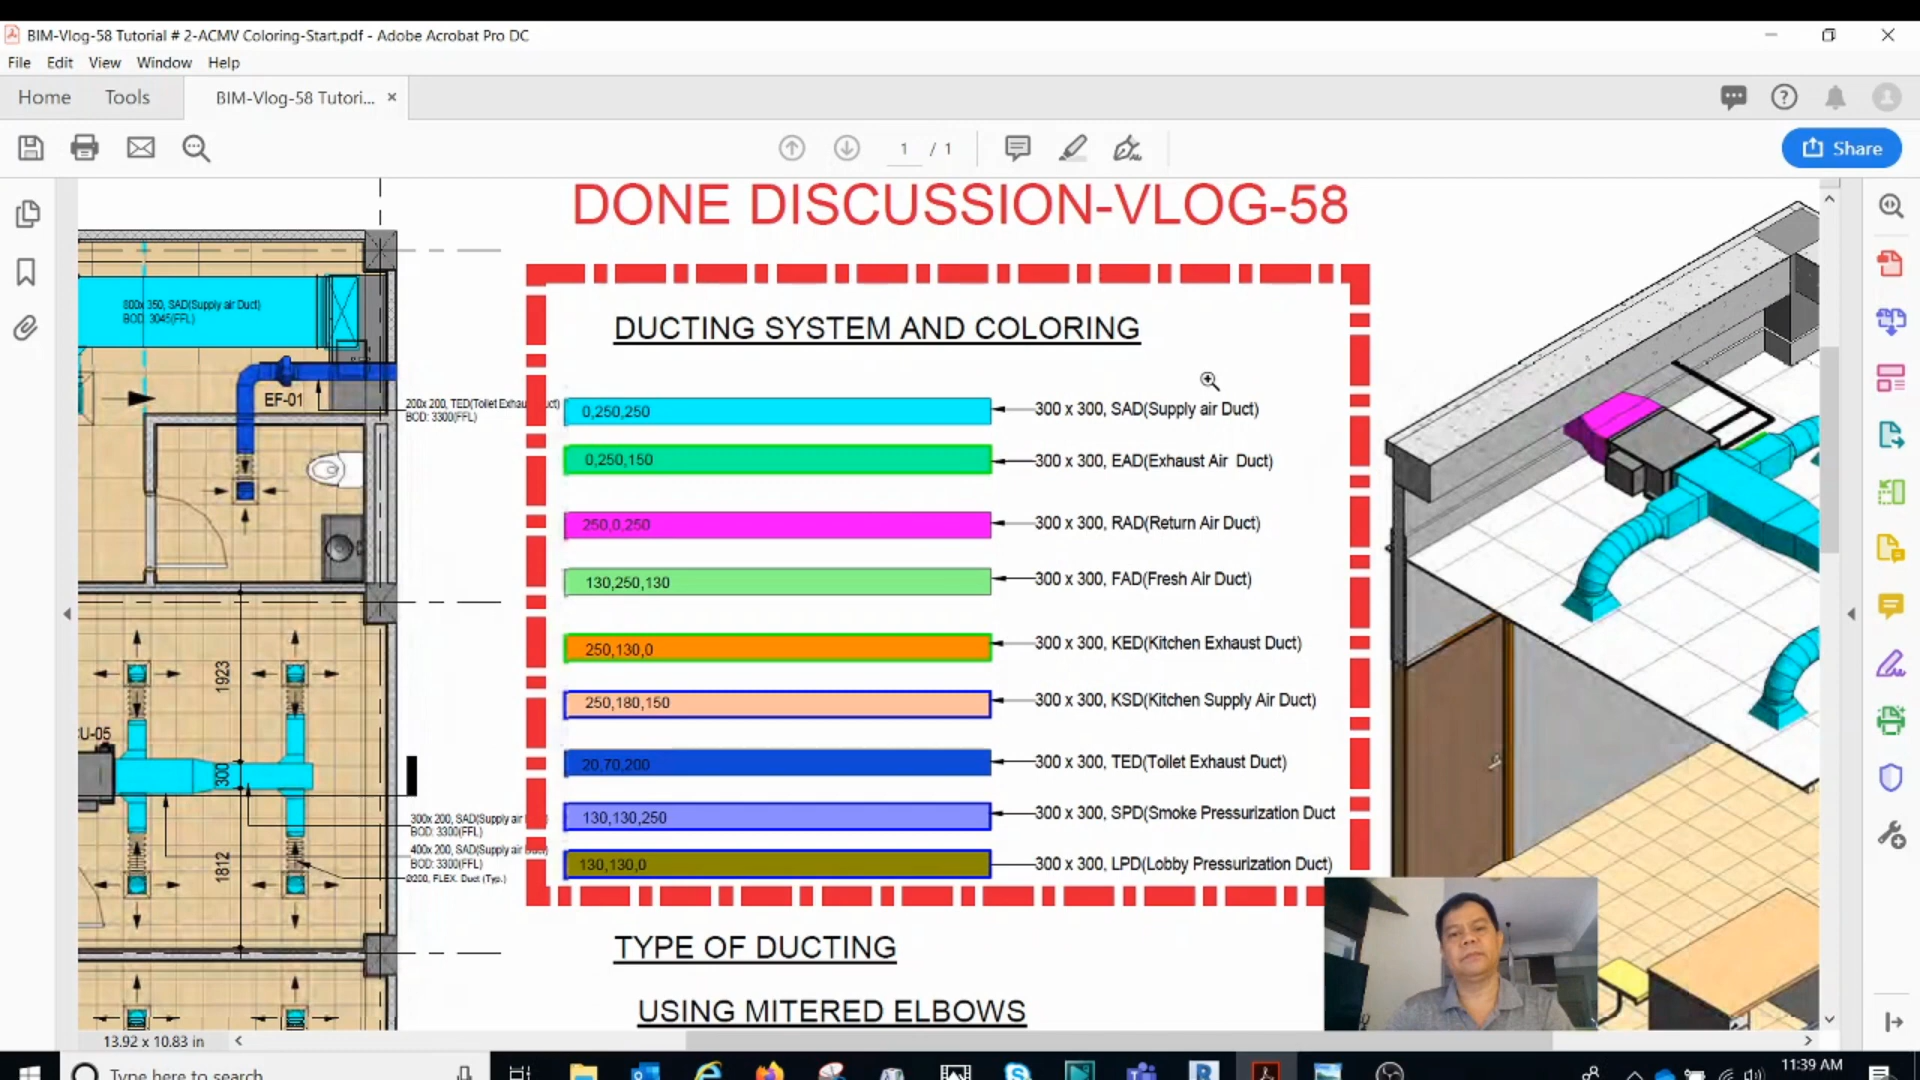 BIM-Vlog-58 Tutorial # 2-ACMV Coloring-Start.pdf - Adobe Acrobat Pro DC
File Edit View Window Help
Home Tools BIM-Vlog-58 Tutori... ×
1 / 1
Share
DONE DISCUSSION-VLOG-58
DUCTING SYSTEM AND COLORING
0,250,250 300 x 300, SAD(Supply air Duct)
0,250,150 300 x 300, EAD(Exhaust Air Duct)
250,0,250 300 x 300, RAD(Return Air Duct)
130,250,130 300 x 300, FAD(Fresh Air Duct)
250,130,0 300 x 300, KED(Kitchen Exhaust Duct)
250,180,150 300 x 300, KSD(Kitchen Supply Air Duct)
20,70,200 300 x 300, TED(Toilet Exhaust Duct)
130,130,250 300 x 300, SPD(Smoke Pressurization Duct
130,130,0 300 x 300, LPD(Lobby Pressurization Duct)
TYPE OF DUCTING
USING MITERED ELBOWS
350, SAD(Supply air Duct)
BOD: 3045(FFL)
EF-01
200x 200, TED(Toilet Exhaust Duct)
BOD: 3300(FFL)
1923
U-05
300
300x 200, SAD(Supply air
BOD: 3300(FFL)
400x 200, SAD(Supply air
BOD: 3300(FFL)
Ø200, FLEX. Duct (Typ.)
1812
13.92 x 10.83 in
Type here to search
11:39 AM